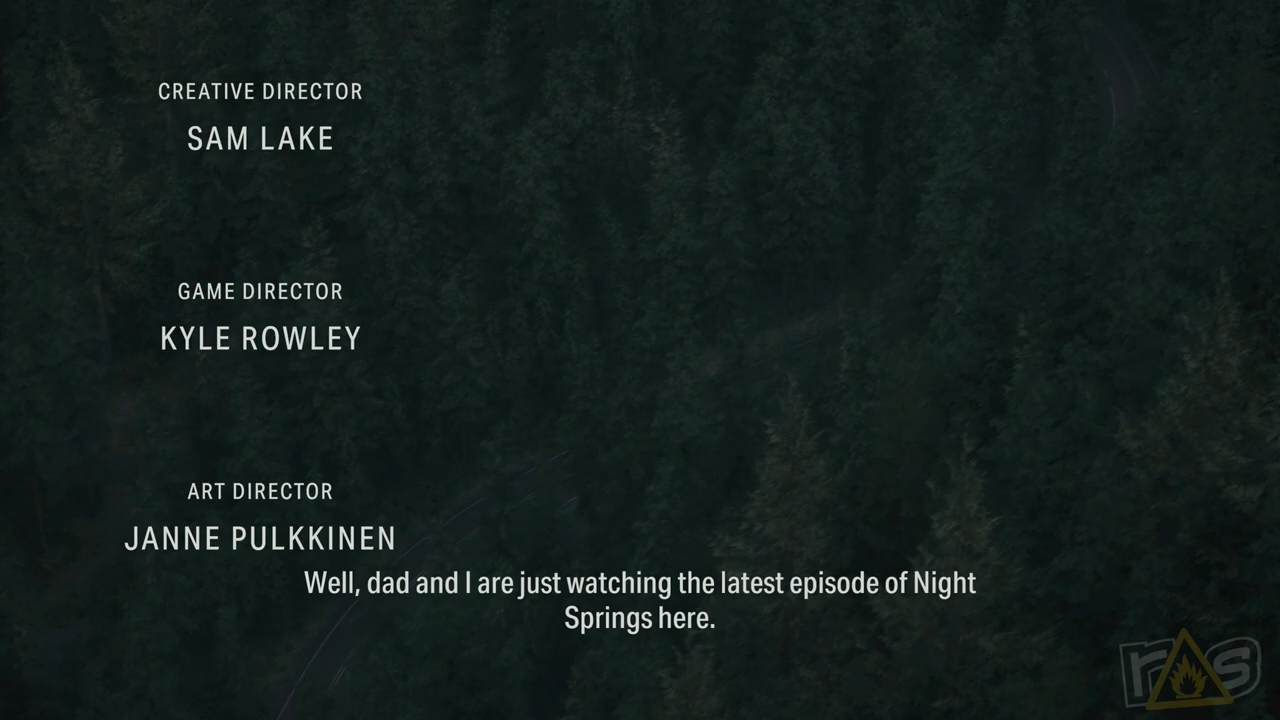 CREATIVE DIRECTOR
SAM LAKE
GAME DIRECTOR
KYLE ROWLEY
ART DIRECTOR
JANNE PULKKINEN
Well, dad and I are just watching the latest episode of Night
Springs here.
ras